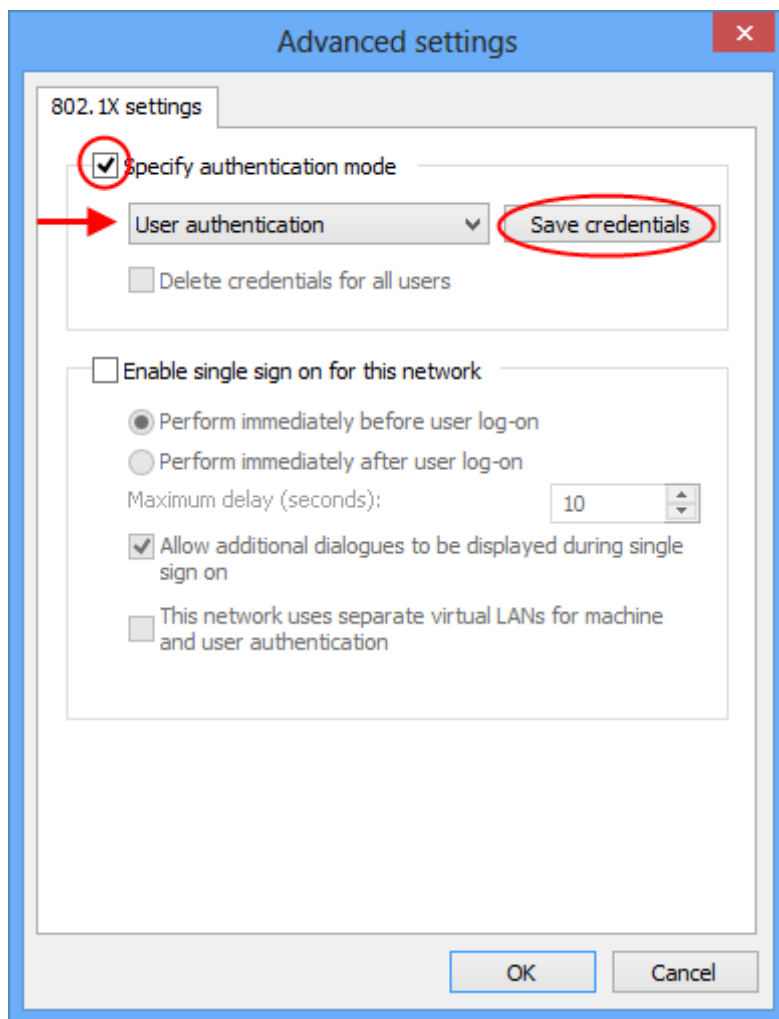 Advanced settings
802.1X settings
Specify authentication mode
User authentication
Save credentials
Delete credentials for all users
Enable single sign on for this network
Perform immediately before user log-on
Perform immediately after user log-on
Maximum delay (seconds):
10
Allow additional dialogues to be displayed during single
sign on
This network uses separate virtual LANs for machine
and user authentication
OK
Cancel